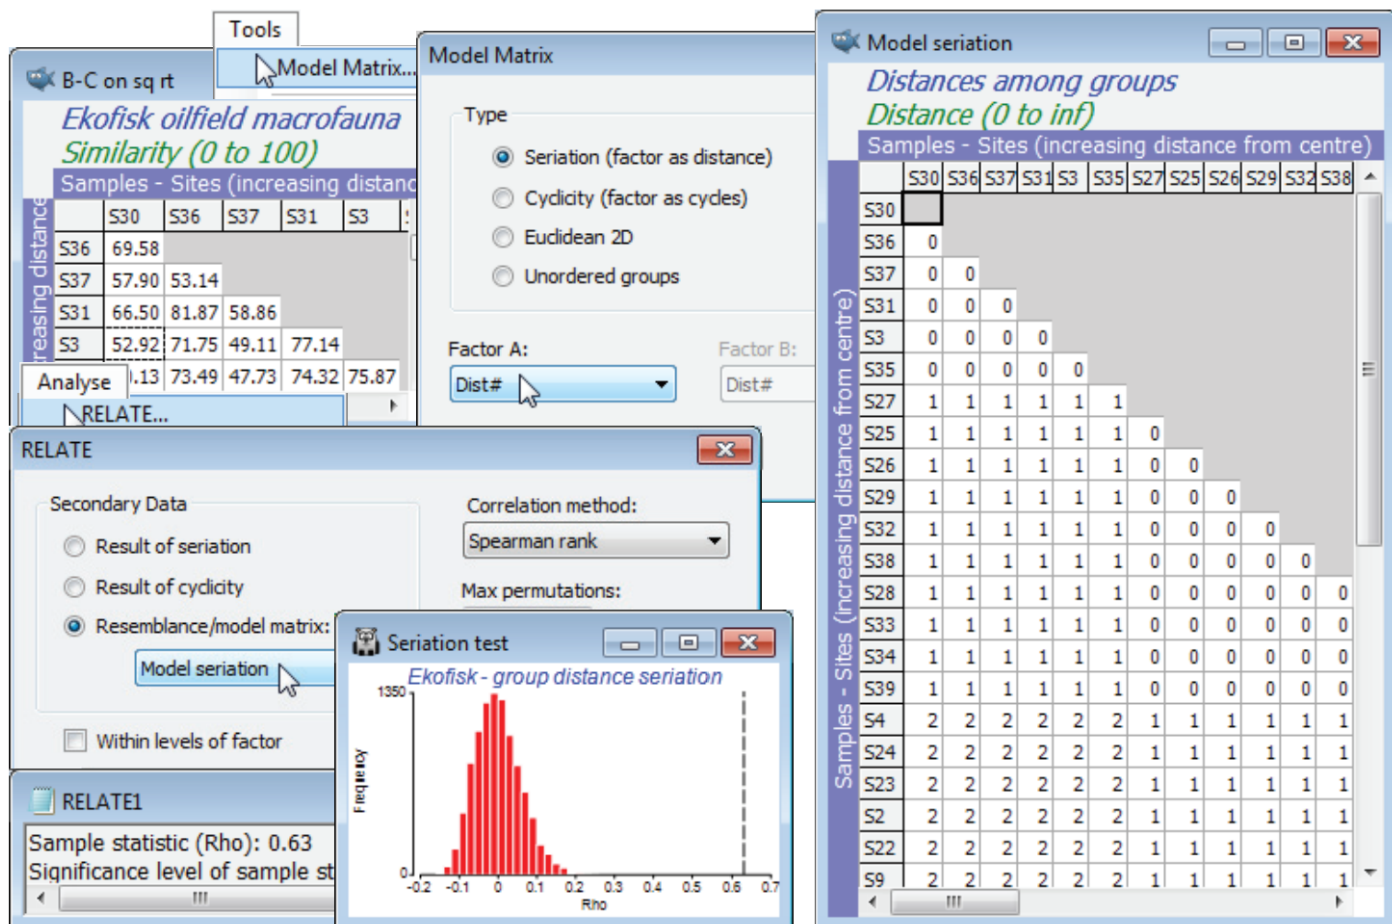 Tools
Model Matrix...
B-C on sq rt
Ekofisk oilfield macrofauna
Similarity (0 to 100)
Samples - Sites (increasing distanc
S30 S36 S37 S31 S3
S36 69.58
S37 57.90 53.14
S31 66.50 81.87 58.86
S3 52.92 71.75 49.11 77.14
.13 73.49 47.73 74.32 75.87
reasing distance
Analyse
RELATE...
Model Matrix
Type
Seriation (factor as distance)
Cyclicity (factor as cycles)
Euclidean 2D
Unordered groups
Factor A:
Factor B:
Dist#
Dist#
RELATE
Secondary Data
Result of seriation
Result of cyclicity
Resemblance/model matrix:
Model seriation
Within levels of factor
Correlation method:
Spearman rank
Max permutations:
RELATE1
Sample statistic (Rho): 0.63
Significance level of sample st
Seriation test
Ekofisk - group distance seriation
1350
Frequency
0
-0.2 -0.1 0 0.1 0.2 0.3 0.4 0.5 0.6 0.7
Rho
Model seriation
Distances among groups
Distance (0 to inf)
Samples - Sites (increasing distance from centre)
Samples - Sites (increasing distance from centre)
S30 S36 S37 S31 S3 S35 S27 S25 S26 S29 S32 S38
S30
S36 0
S37 0 0
S31 0 0 0
S3 0 0 0 0
S35 0 0 0 0 0
S27 1 1 1 1 1 1
S25 1 1 1 1 1 1 0
S26 1 1 1 1 1 1 0 0
S29 1 1 1 1 1 1 0 0 0
S32 1 1 1 1 1 1 0 0 0 0
S38 1 1 1 1 1 1 0 0 0 0 0
S28 1 1 1 1 1 1 0 0 0 0 0 0
S33 1 1 1 1 1 1 0 0 0 0 0 0
S34 1 1 1 1 1 1 0 0 0 0 0 0
S39 1 1 1 1 1 1 0 0 0 0 0 0
S4 2 2 2 2 2 2 1 1 1 1 1 1
S24 2 2 2 2 2 2 1 1 1 1 1 1
S23 2 2 2 2 2 2 1 1 1 1 1 1
S2 2 2 2 2 2 2 1 1 1 1 1 1
S22 2 2 2 2 2 2 1 1 1 1 1 1
S9 2 2 2 2 2 2 1 1 1 1 1 1